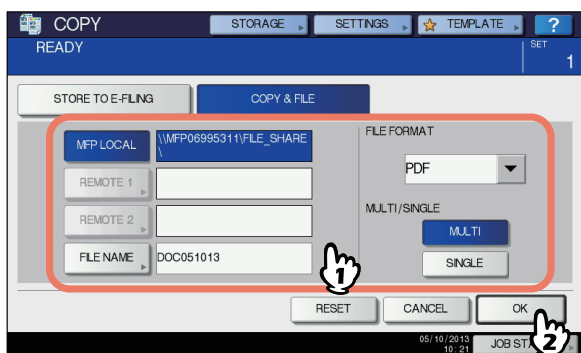 COPY
STORAGE
SETTINGS
TEMPLATE
?
READY
SET
1
STORE TO E-FILING
COPY & FILE
MFP LOCAL
\\MFP06995311\FILE_SHARE
\
REMOTE 1
REMOTE 2
FILE NAME
DOC051013
FILE FORMAT
PDF
MULTI/SINGLE
MULTI
SINGLE
1
RESET
CANCEL
OK
2
05/10/2013
10:21
JOB ST